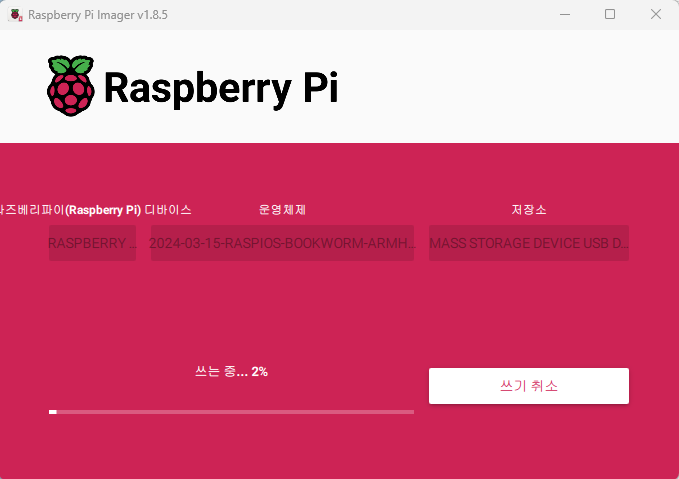 Raspberry Pi Imager v1.8.5
Raspberry Pi
라즈베리파이(Raspberry Pi) 디바이스
운영체제
저장소
RASPBERRY ...
2024-03-15-RASPIOS-BOOKWORM-ARMH...
MASS STORAGE DEVICE USB D...
쓰는 중... 2%
쓰기 취소